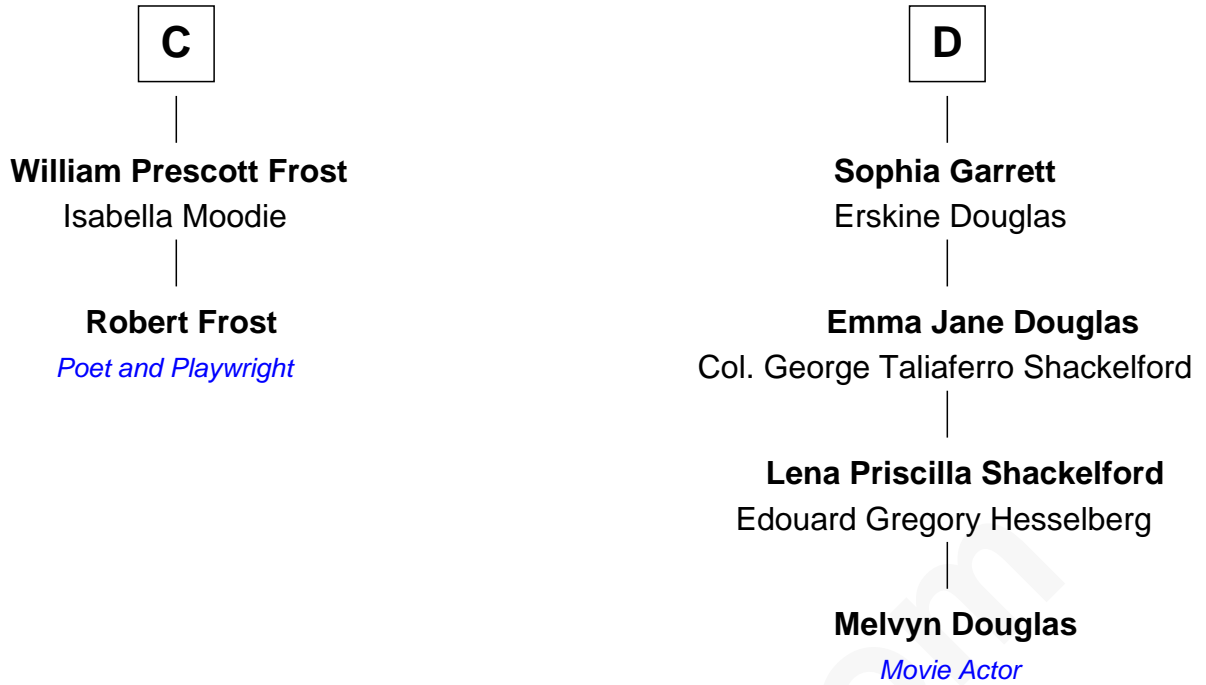 C
William Prescott Frost
Isabella Moodie
Robert Frost
Poet and Playwright
D
Sophia Garrett
Erskine Douglas
Emma Jane Douglas
Col. George Taliaferro Shackelford
Lena Priscilla Shackelford
Edouard Gregory Hesselberg
Melvyn Douglas
Movie Actor